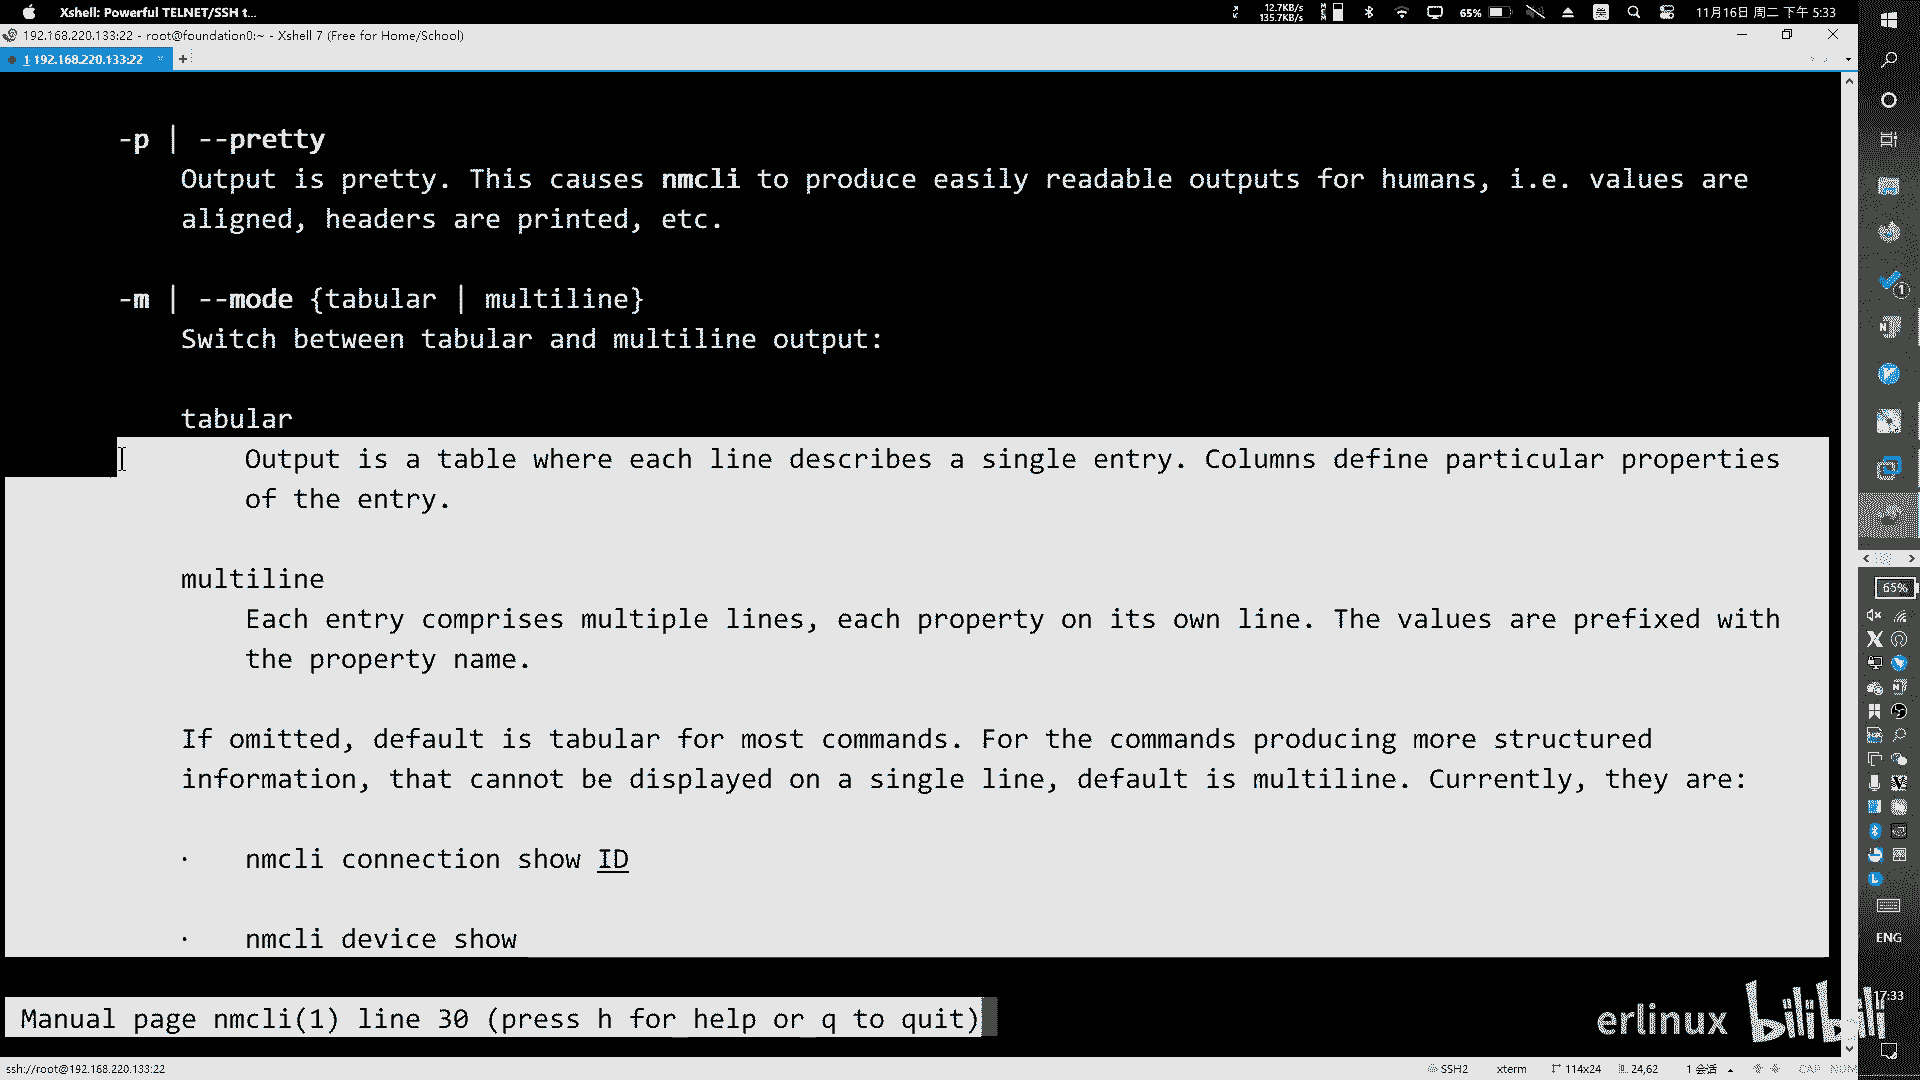 Xshell: Powerful TELNET/SSH t...
12.7KB/s
135.7KB/s
65%
11月16日 周二 下午 5:33
192.168.220.133:22 - root@foundation0:~ - Xshell 7 (Free for Home/School)
1 192.168.220.133:22
-p | --pretty
Output is pretty. This causes nmcli to produce easily readable outputs for humans, i.e. values are
aligned, headers are printed, etc.
-m | --mode {tabular | multiline}
Switch between tabular and multiline output:
tabular
Output is a table where each line describes a single entry. Columns define particular properties
of the entry.
multiline
Each entry comprises multiple lines, each property on its own line. The values are prefixed with
the property name.
If omitted, default is tabular for most commands. For the commands producing more structured
information, that cannot be displayed on a single line, default is multiline. Currently, they are:
· nmcli connection show ID
· nmcli device show
Manual page nmcli(1) line 30 (press h for help or q to quit)
65%
ENG
17:33
erlinux bilibili
ssh://root@192.168.220.133:22
SSH2 xterm 114x24 24,62 1 会话 CAP NUM